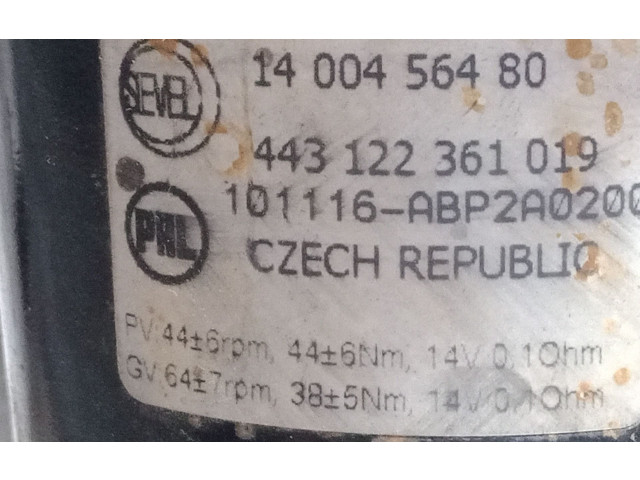 SEVEL 14 004 564 80
443 122 361 019
101116-ABP2A0200
PAL CZECH REPUBLIC
PV 44±6rpm, 44±6Nm, 14V 0,1Ohm
GV 64±7rpm, 38±5Nm, 14V 0,1Ohm